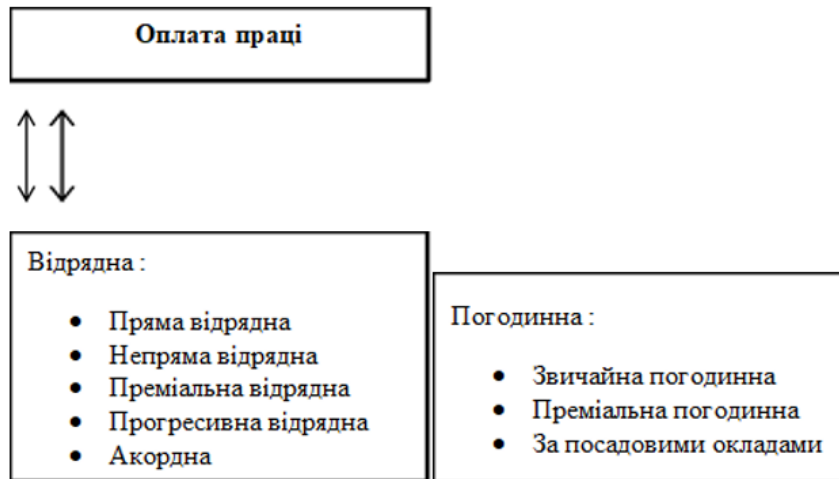 Оплата праці
Відрядна :
• Пряма відрядна
• Непряма відрядна
• Преміальна відрядна
• Прогресивна відрядна
• Акордна
Погодинна :
• Звичайна погодинна
• Преміальна погодинна
• За посадовими окладами